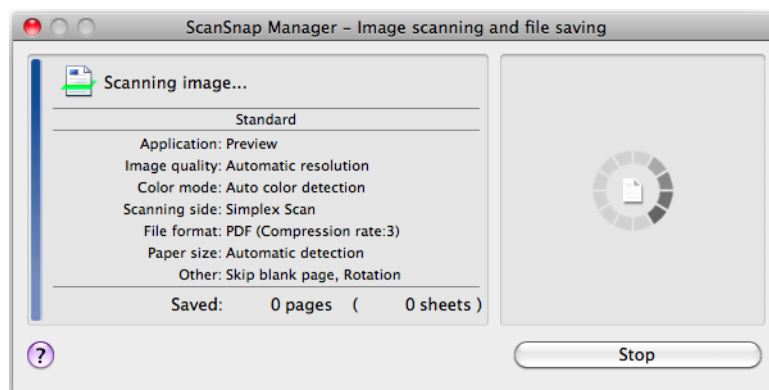 ScanSnap Manager – Image scanning and file saving
Scanning image...
Standard
Application: Preview
Image quality: Automatic resolution
Color mode: Auto color detection
Scanning side: Simplex Scan
File format: PDF (Compression rate:3)
Paper size: Automatic detection
Other: Skip blank page, Rotation
Saved: 0 pages ( 0 sheets )
? Stop